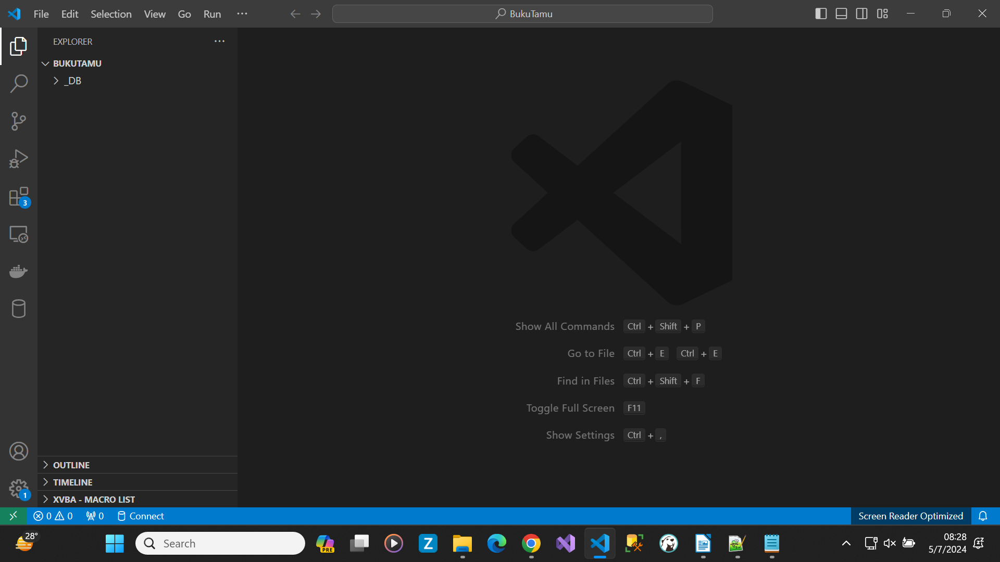 File Edit Selection View Go Run
BukuTamu
EXPLORER
BUKUTAMU
_DB
3
Show All Commands Ctrl + Shift + P
Go to File Ctrl + E Ctrl + E
Find in Files Ctrl + Shift + F
Toggle Full Screen F11
Show Settings Ctrl + ,
OUTLINE
TIMELINE
1
XVBA - MACRO LIST
0 0 0 Connect
Screen Reader Optimized
28°
Search
PRE
Z
08:28
5/7/2024